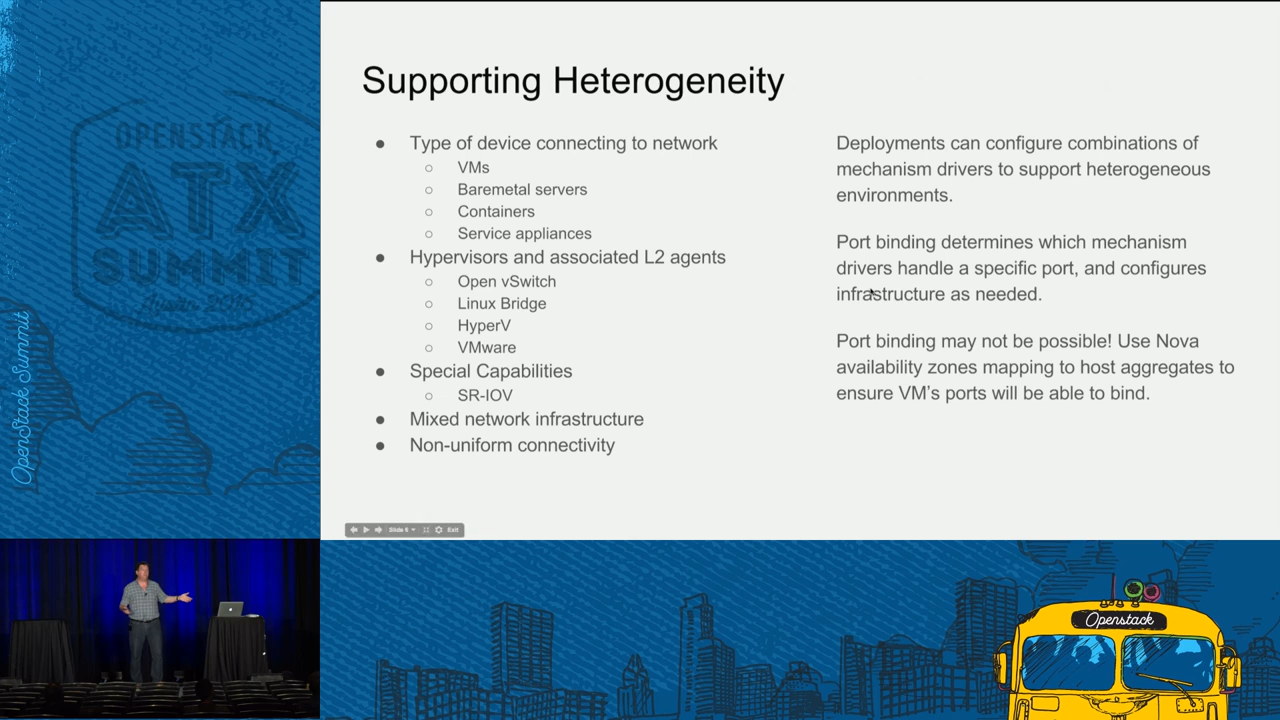 OPENSTACK
ATX
SUMMIT
OpenStack Summit
Supporting Heterogeneity
● Type of device connecting to network
○ VMs
○ Baremetal servers
○ Containers
○ Service appliances
● Hypervisors and associated L2 agents
○ Open vSwitch
○ Linux Bridge
○ HyperV
○ VMware
● Special Capabilities
○ SR-IOV
● Mixed network infrastructure
● Non-uniform connectivity
Deployments can configure combinations of
mechanism drivers to support heterogeneous
environments.
Port binding determines which mechanism
drivers handle a specific port, and configures
infrastructure as needed.
Port binding may not be possible! Use Nova
availability zones mapping to host aggregates to
ensure VM's ports will be able to bind.
Slide 6
Exit
Openstack